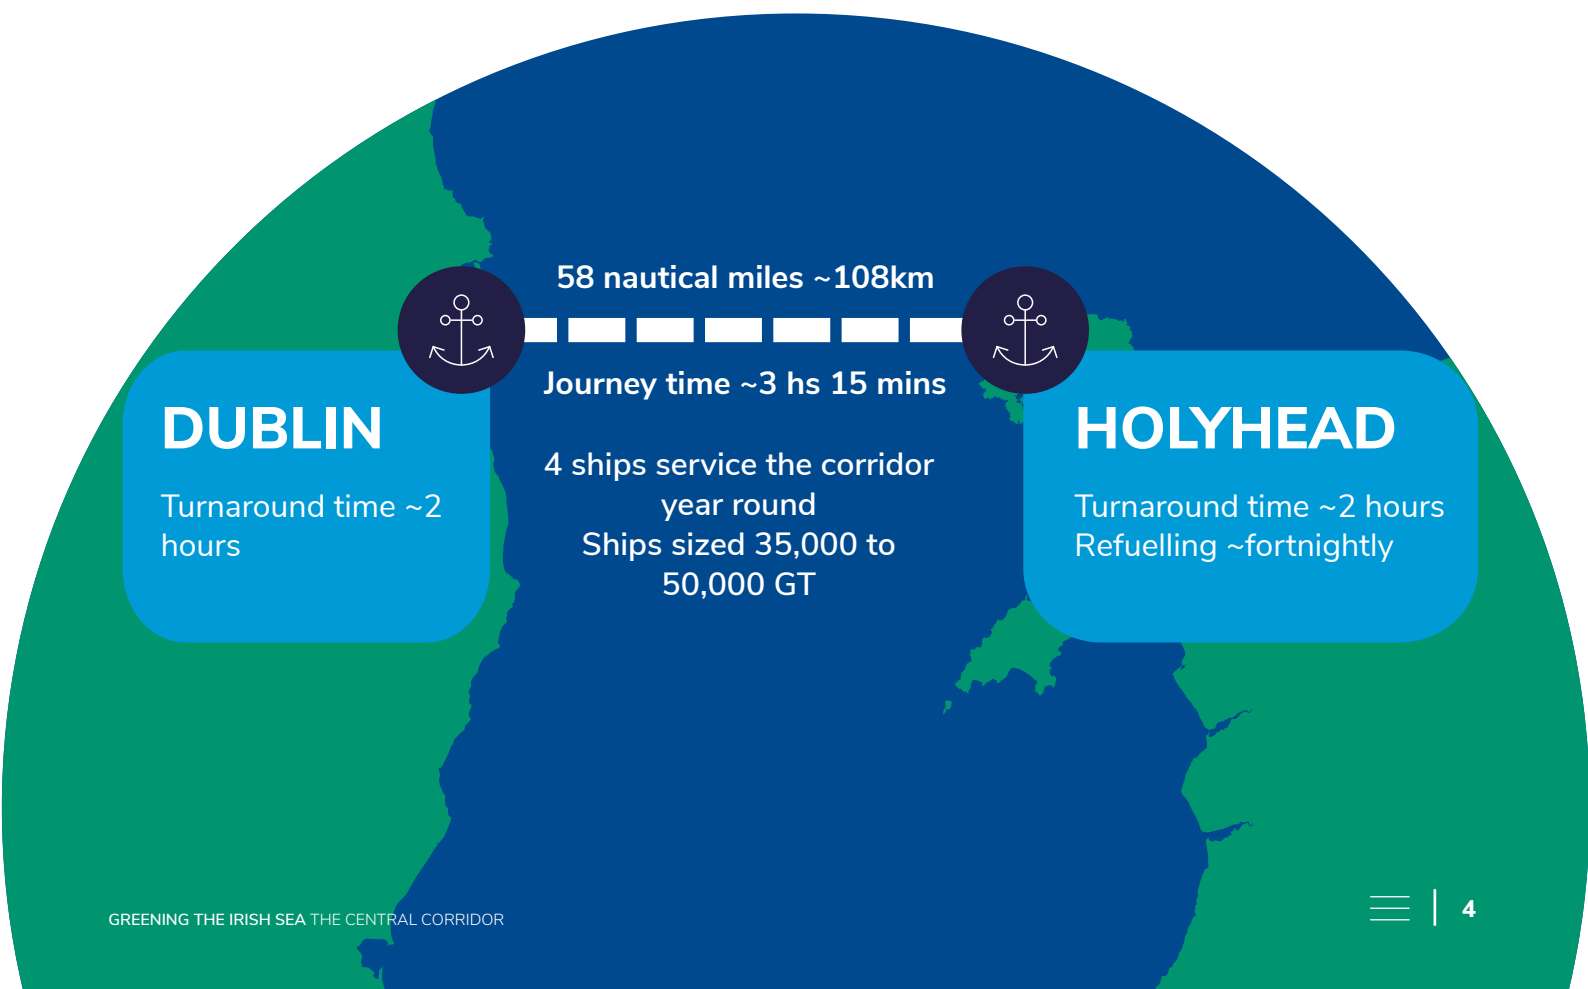 58 nautical miles ~108km
Journey time ~3 hs 15 mins
DUBLIN
Turnaround time ~2
hours
4 ships service the corridor
year round
Ships sized 35,000 to
50,000 GT
HOLYHEAD
Turnaround time ~2 hours
Refuelling ~fortnightly
GREENING THE IRISH SEA THE CENTRAL CORRIDOR
4